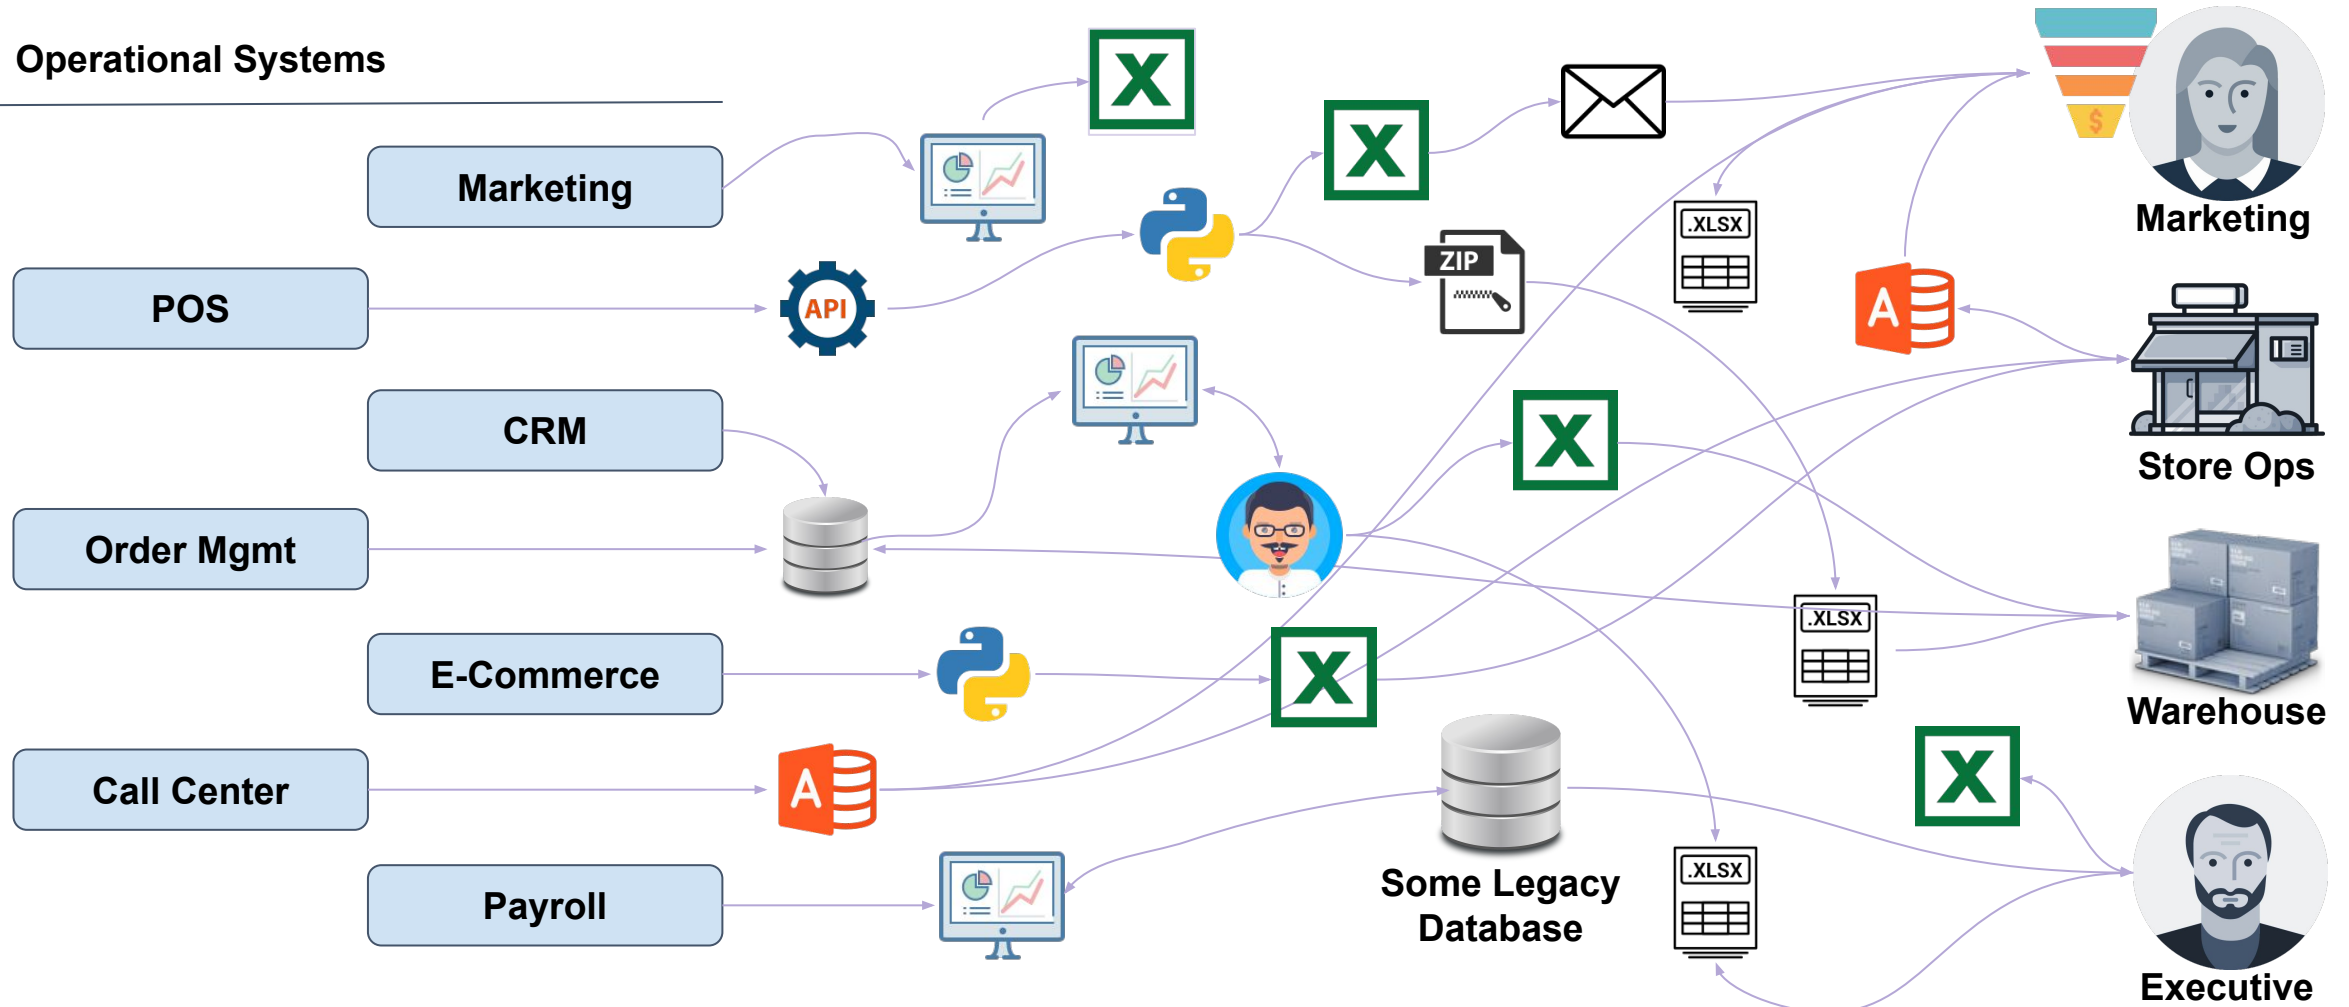 Operational Systems
Marketing
POS
CRM
Order Mgmt
E-Commerce
Call Center
Payroll
API
X
X
ZIP
.XLSX
$
Marketing
A
Store Ops
X
X
.XLSX
Warehouse
A
Some Legacy
Database
.XLSX
X
Executive